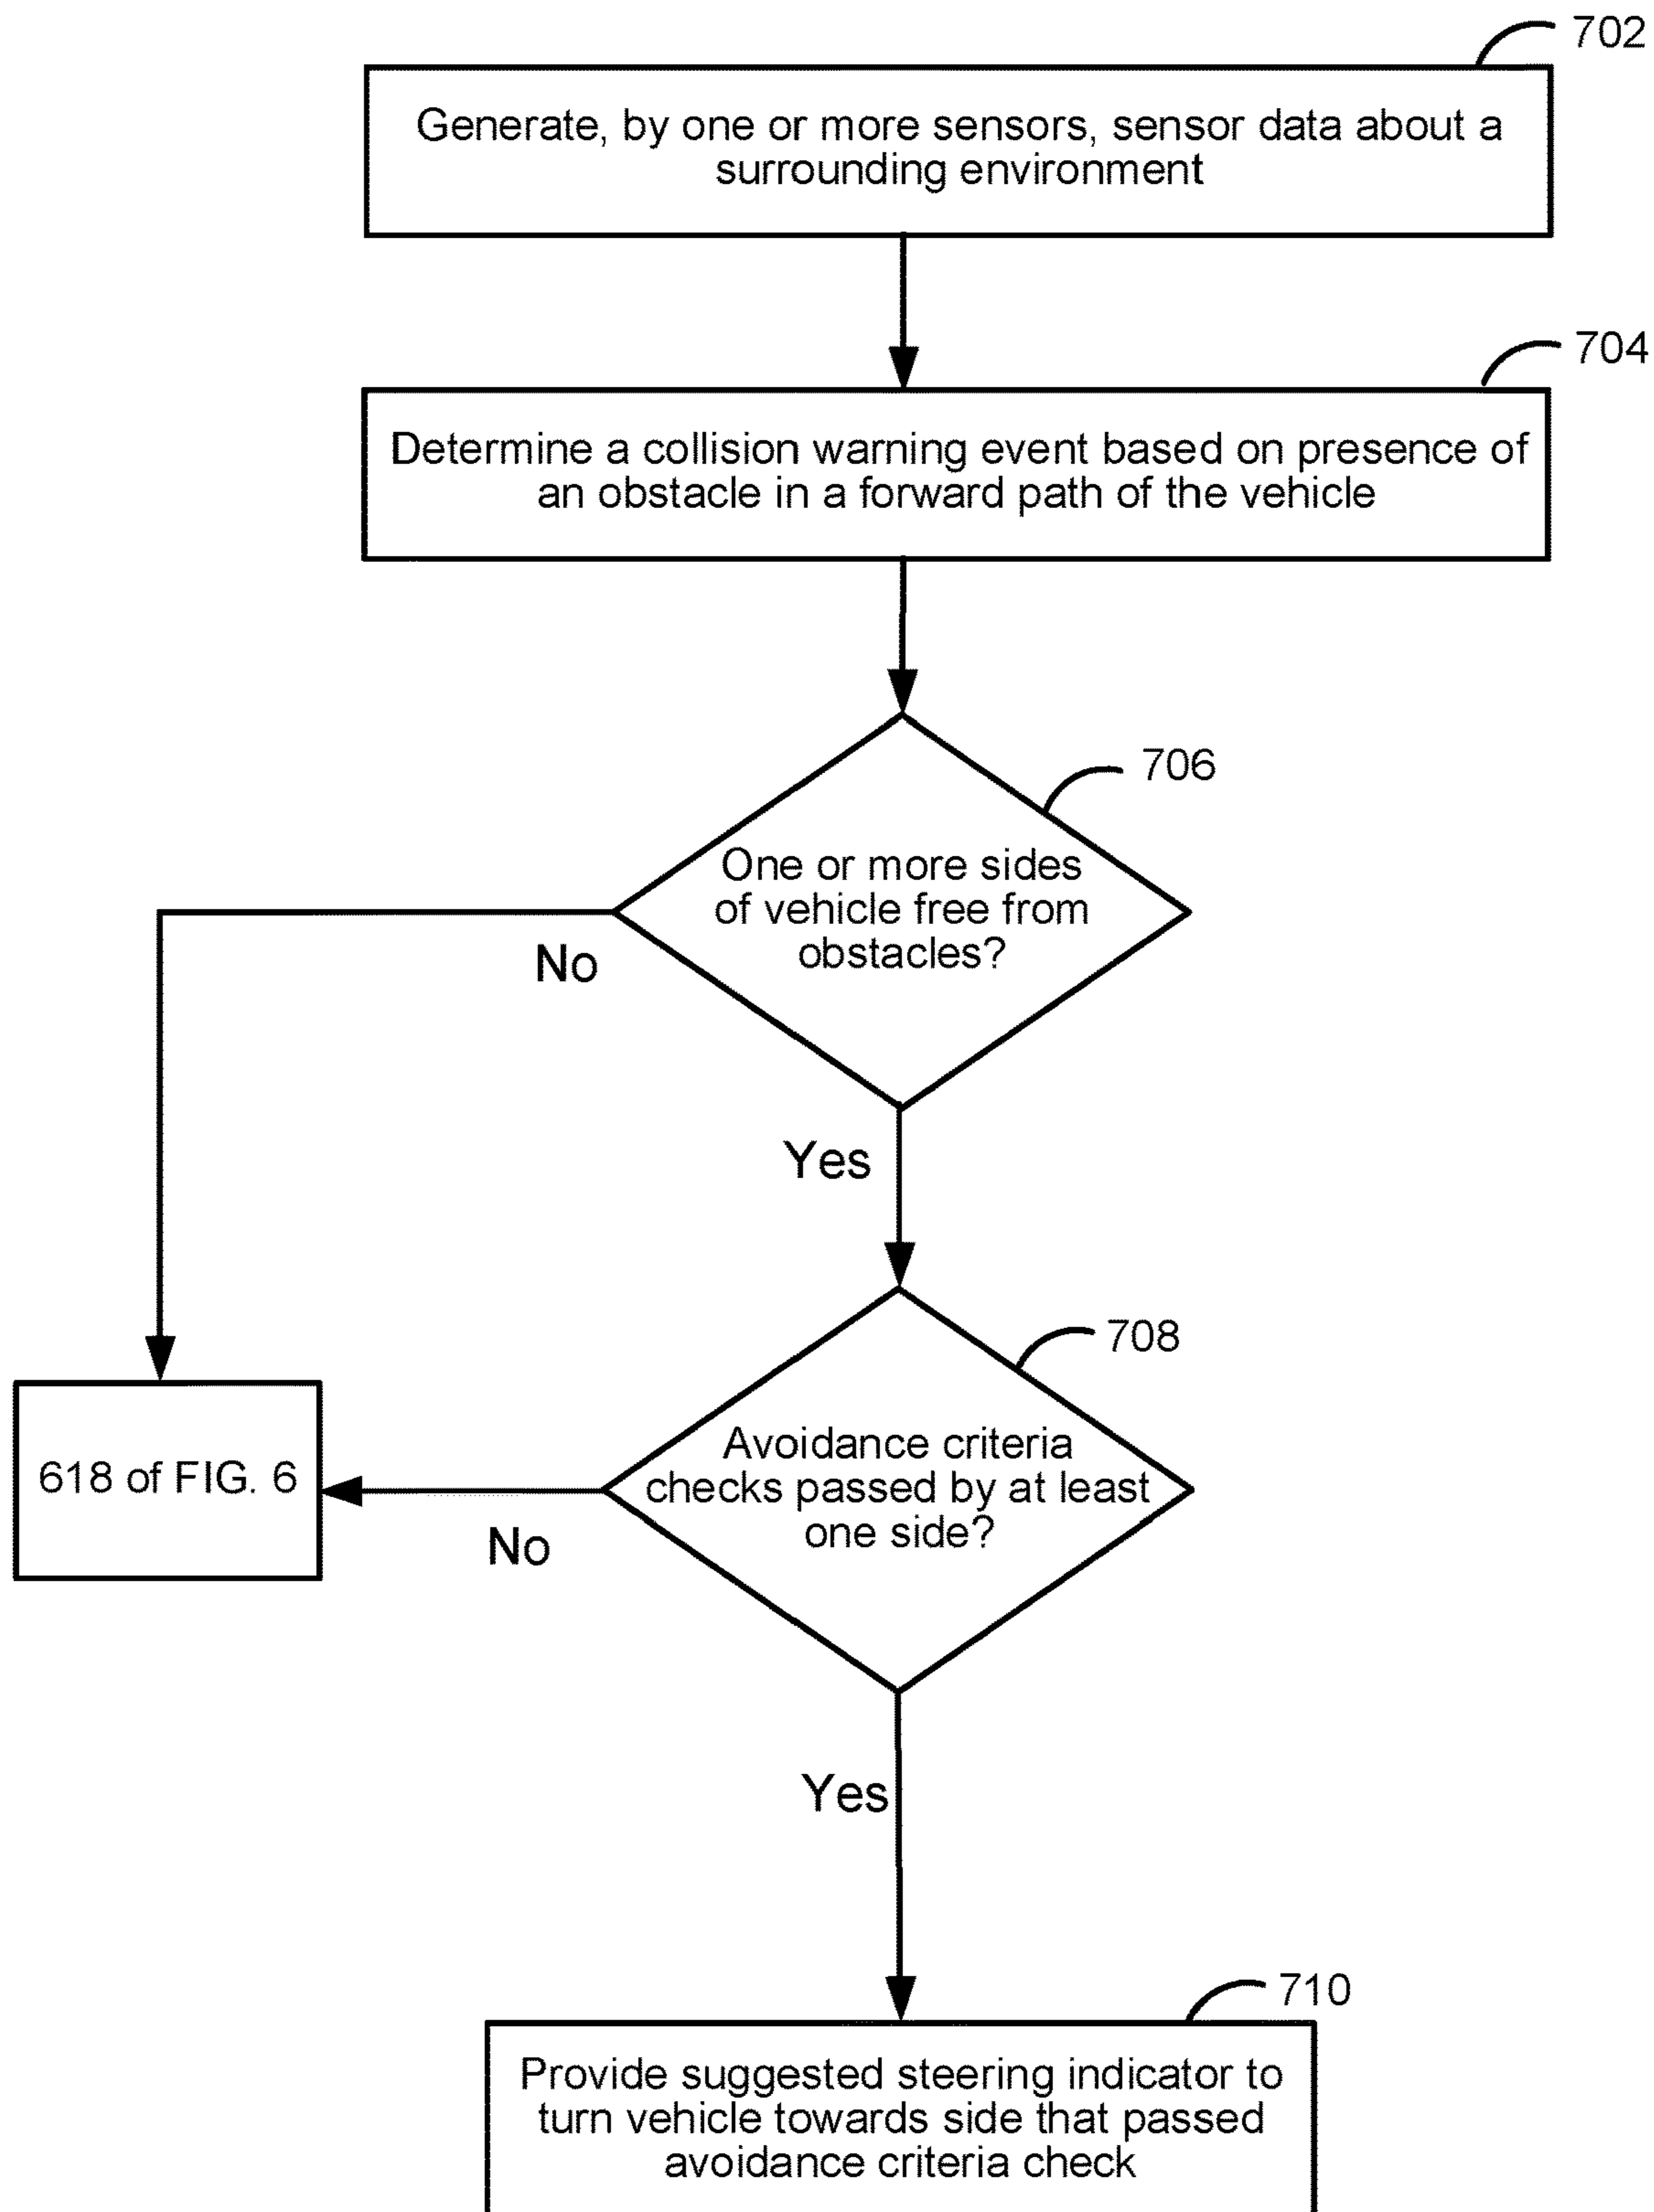 702
Generate, by one or more sensors, sensor data about a
surrounding environment
704
Determine a collision warning event based on presence of
an obstacle in a forward path of the vehicle
706
One or more sides
of vehicle free from
obstacles?
No
Yes
708
Avoidance criteria
checks passed by at least
one side?
618 of FIG. 6
No
Yes
710
Provide suggested steering indicator to
turn vehicle towards side that passed
avoidance criteria check